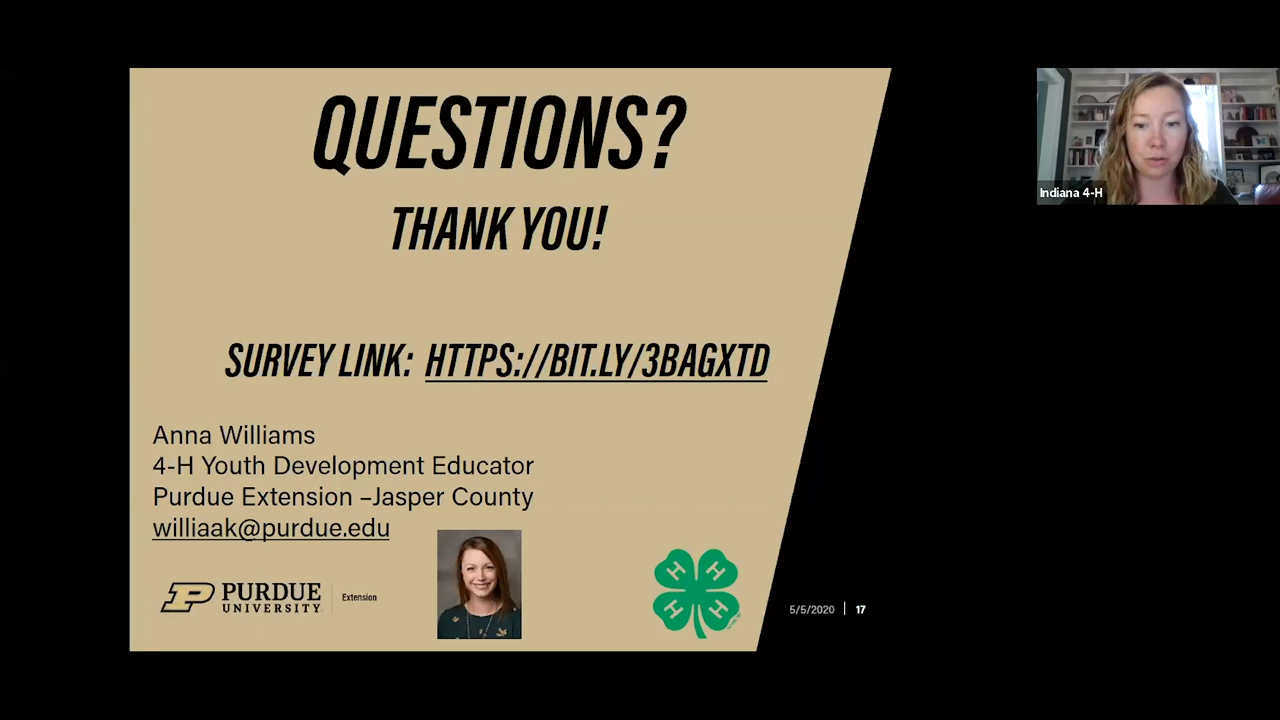 QUESTIONS?
THANK YOU!
SURVEY LINK: HTTPS://BIT.LY/3BAGXTD
Anna Williams
4-H Youth Development Educator
Purdue Extension –Jasper County
williaak@purdue.edu
PURDUE UNIVERSITY
Extension
H H H H
5/5/2020 17
Indiana 4-H